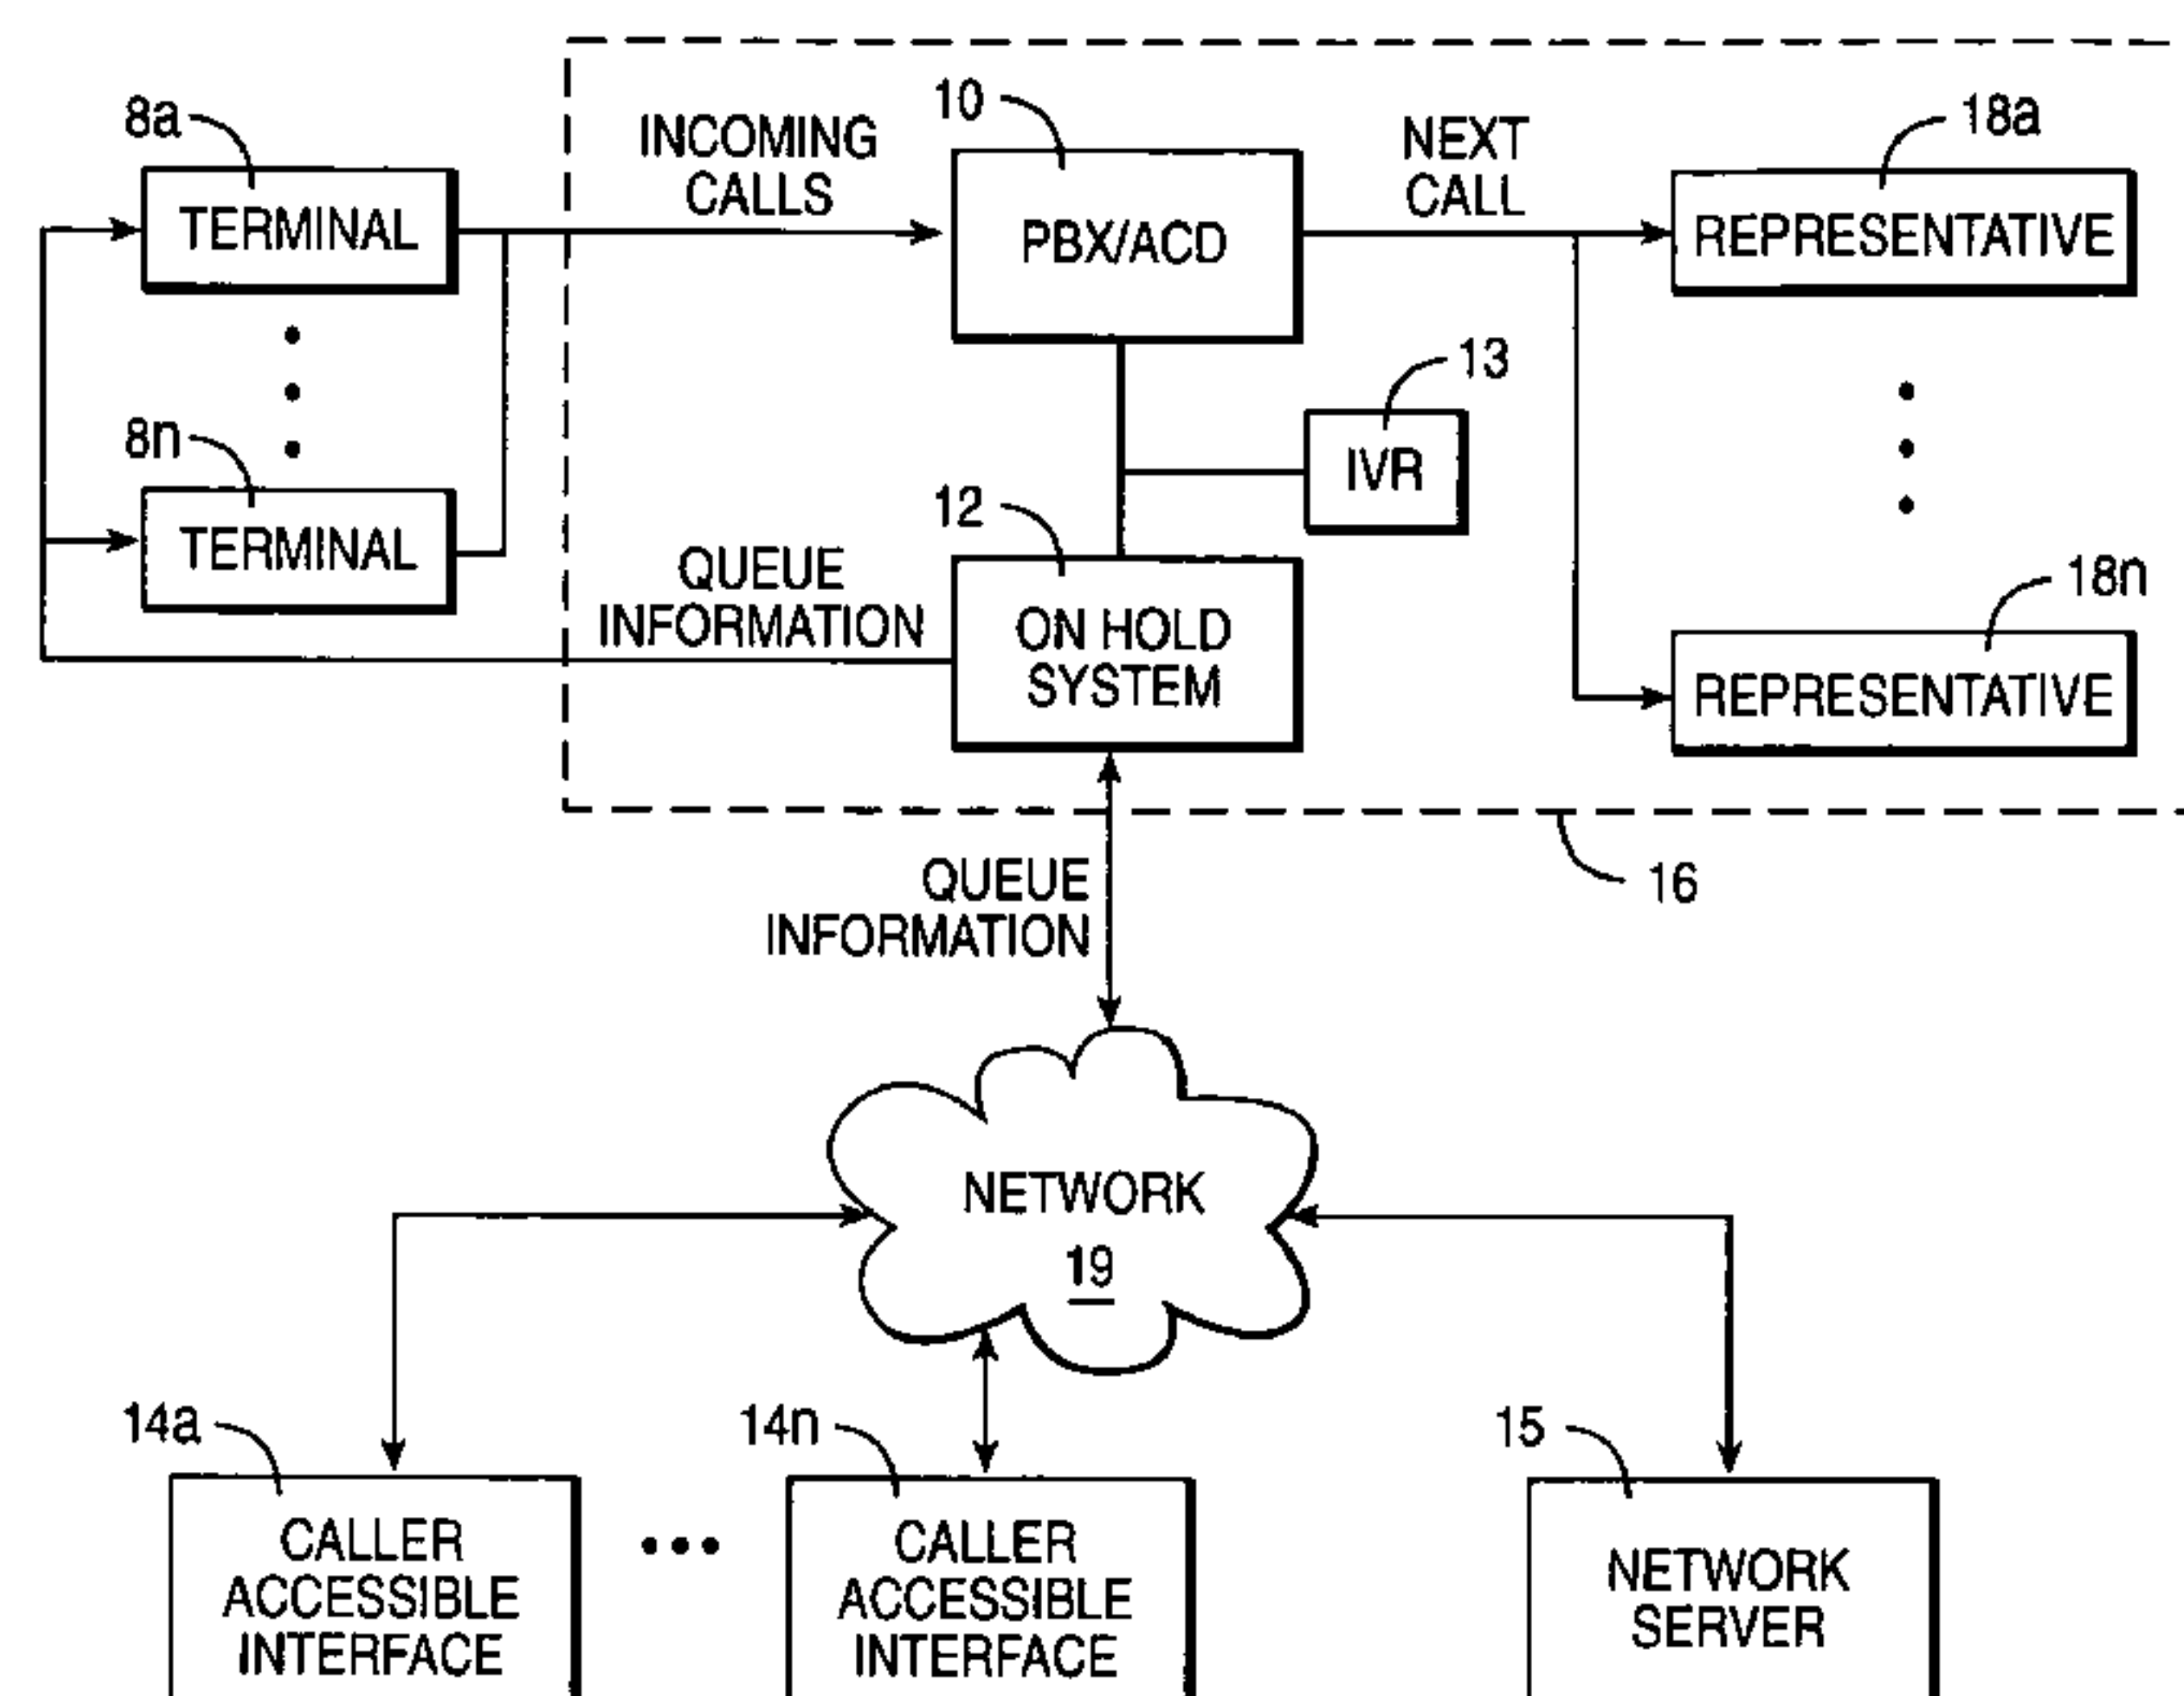 8a
INCOMING
CALLS
10
NEXT
CALL
18a
TERMINAL
PBX/ACD
REPRESENTATIVE
13
IVR
8n
TERMINAL
12
QUEUE
INFORMATION
ON HOLD
SYSTEM
18n
REPRESENTATIVE
16
QUEUE
INFORMATION
NETWORK
19
14a
14n
15
CALLER
ACCESSIBLE
INTERFACE
CALLER
ACCESSIBLE
INTERFACE
NETWORK
SERVER